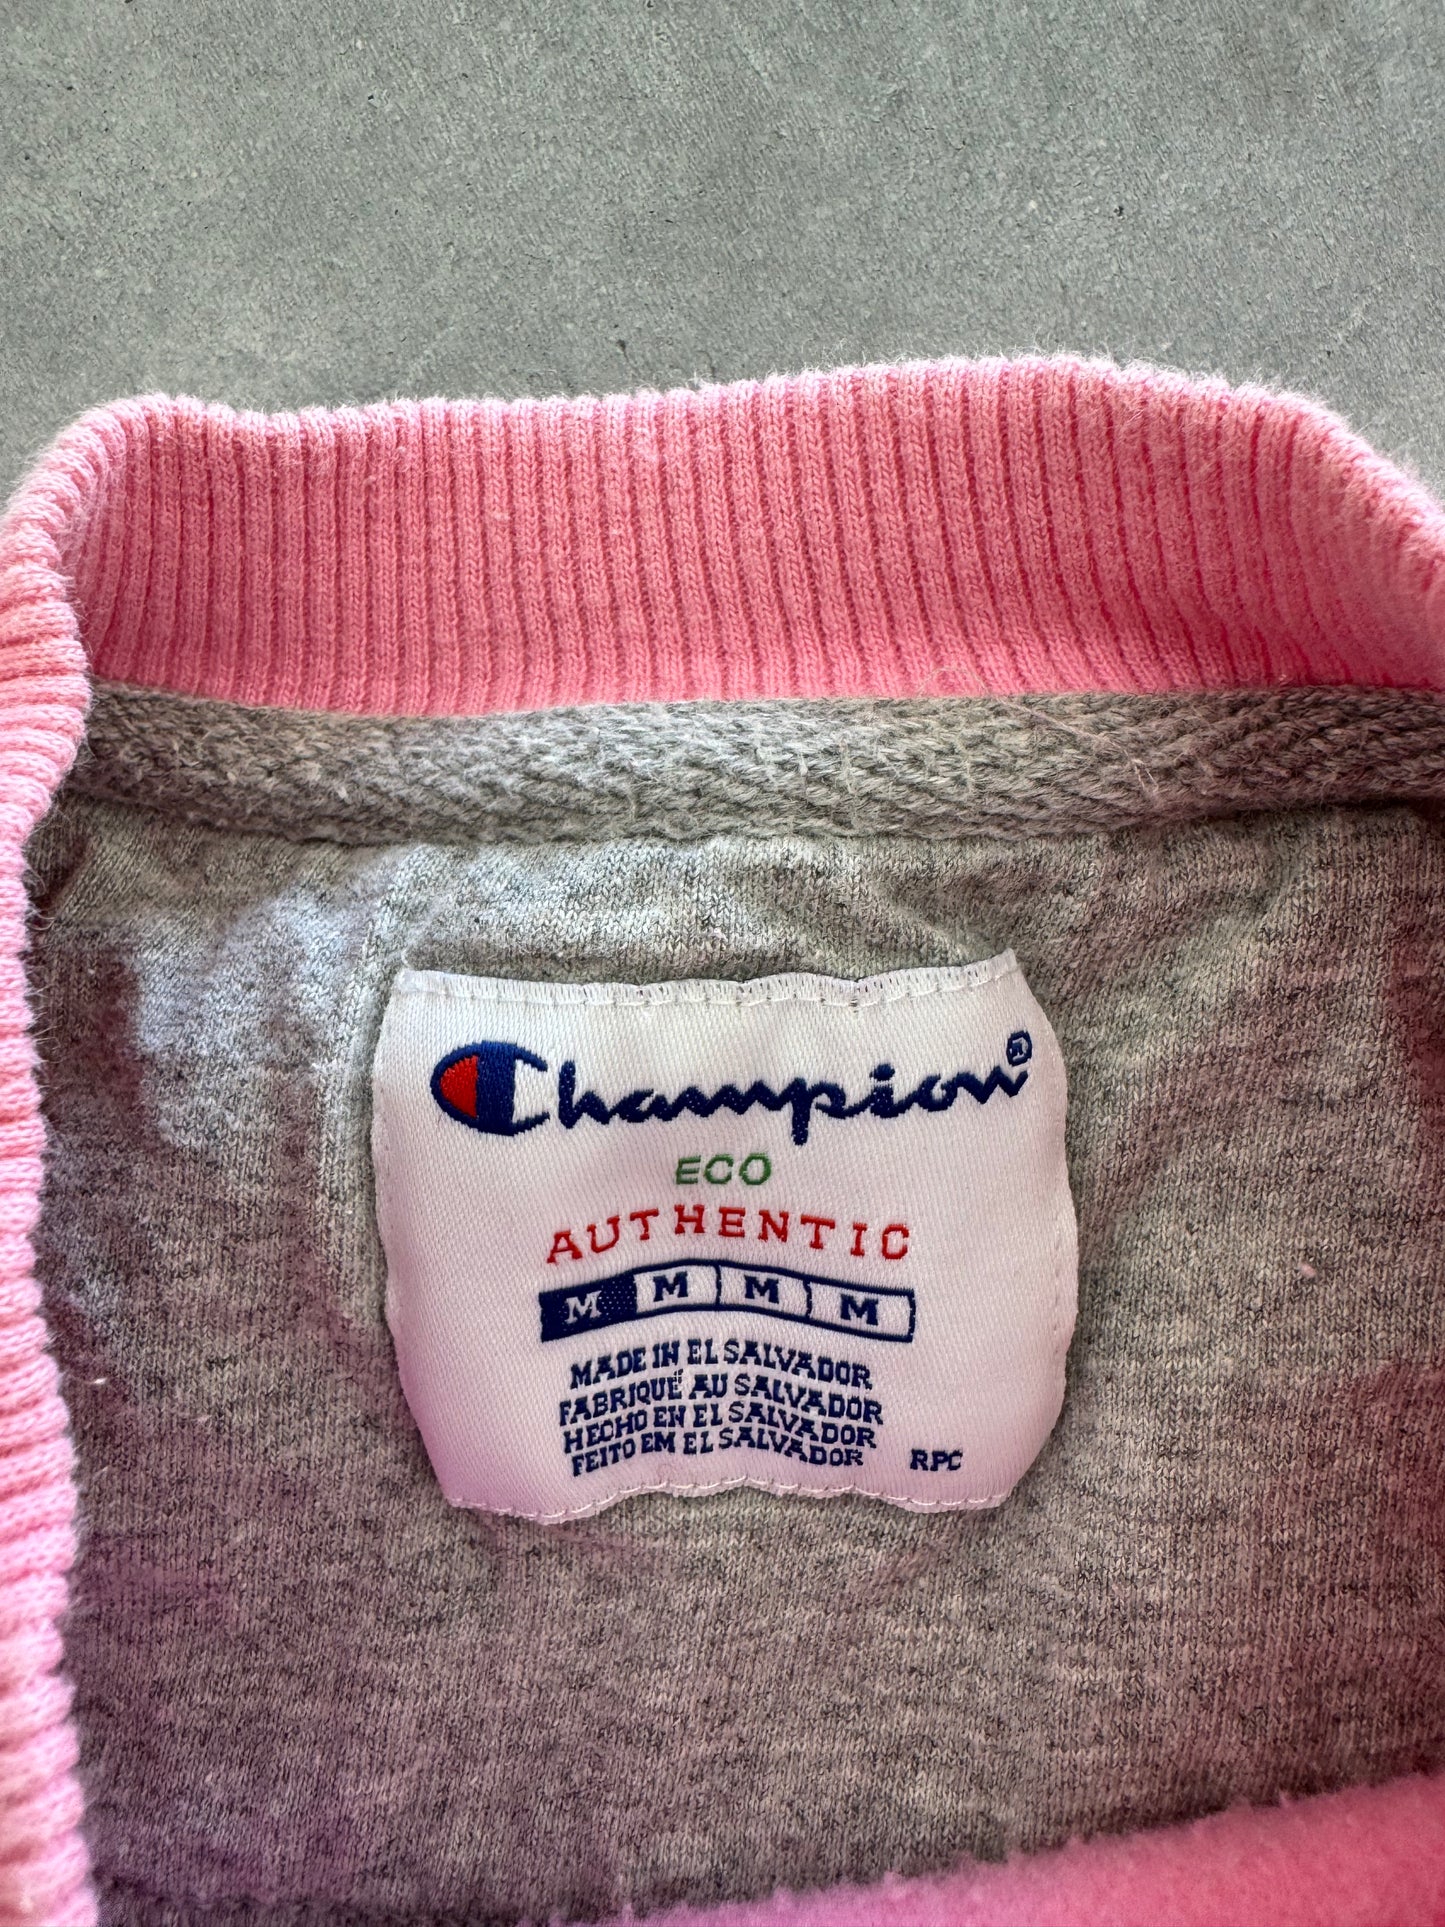 Champion®
ECO
AUTHENTIC
M M M M
MADE IN EL SALVADOR
FABRIQUÉ AU SALVADOR
HECHO EN EL SALVADOR
FEITO EM EL SALVADOR RPC